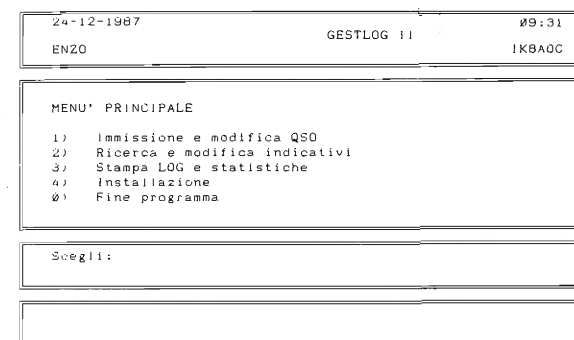 24-12-1987 Ø9:31
GESTLOG II
ENZO IK8AOC
MENU' PRINCIPALE
1) Immissione e modifica QSO
2) Ricerca e modifica indicativi
3) Stampa LOG e statistiche
4) Installazione
Ø) Fine programma
Scegli: